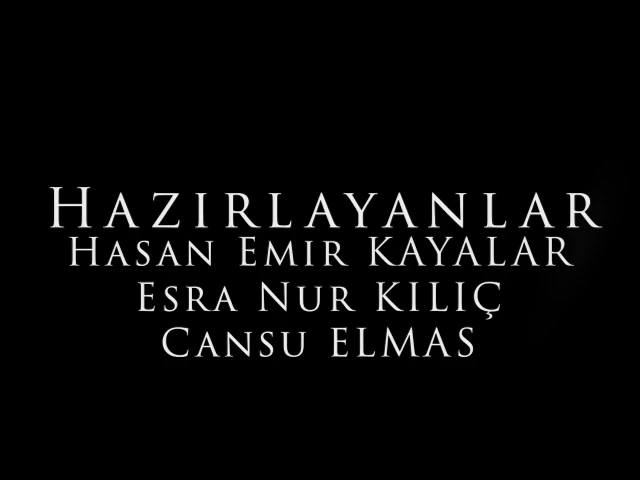 Hazırlayanlar
Hasan Emir KAYALAR
Esra Nur KILIÇ
Cansu ELMAS